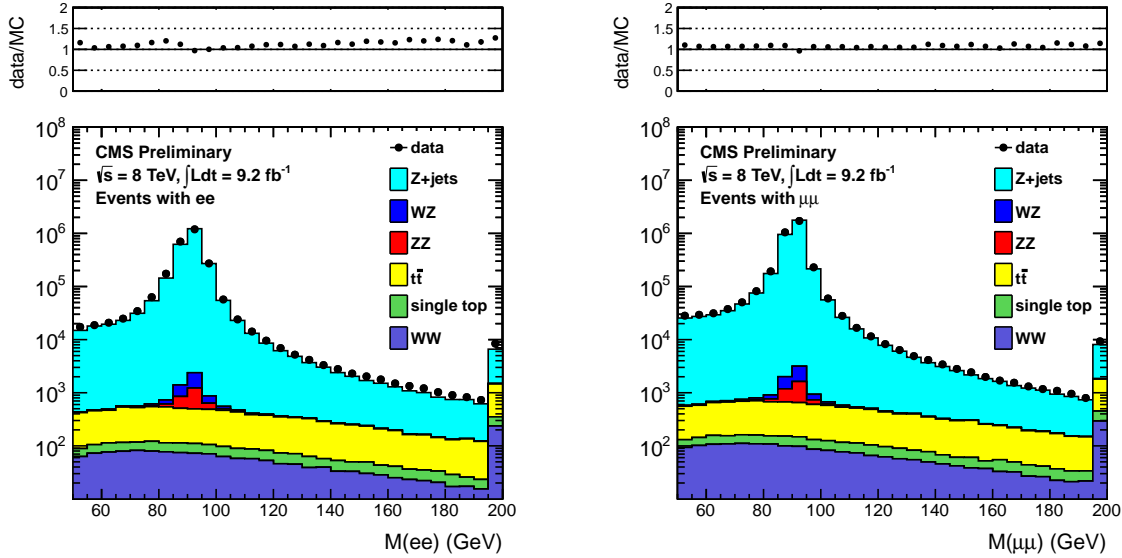 data/MC
2
1.5
1
0.5
0
10^8
10^7
10^6
10^5
10^4
10^3
10^2
CMS Preliminary
√s = 8 TeV, ∫Ldt = 9.2 fb^-1
Events with ee
data
Z+jets
WZ
ZZ
tt̄
single top
WW
60 80 100 120 140 160 180 200
M(ee) (GeV)
data/MC
2
1.5
1
0.5
0
10^8
10^7
10^6
10^5
10^4
10^3
10^2
CMS Preliminary
√s = 8 TeV, ∫Ldt = 9.2 fb^-1
Events with μμ
data
Z+jets
WZ
ZZ
tt̄
single top
WW
60 80 100 120 140 160 180 200
M(μμ) (GeV)